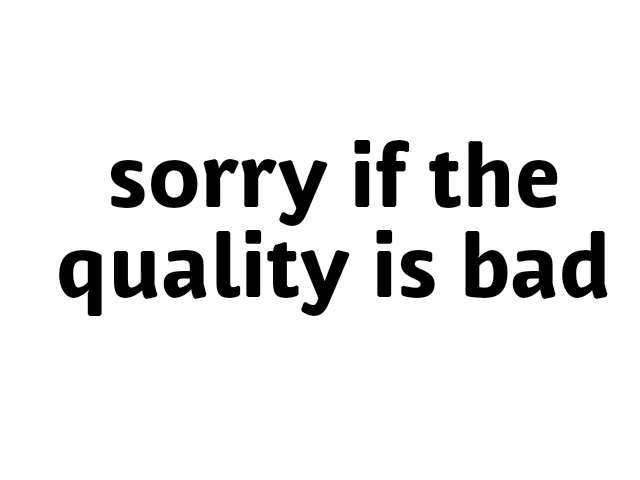 sorry if the
quality is bad